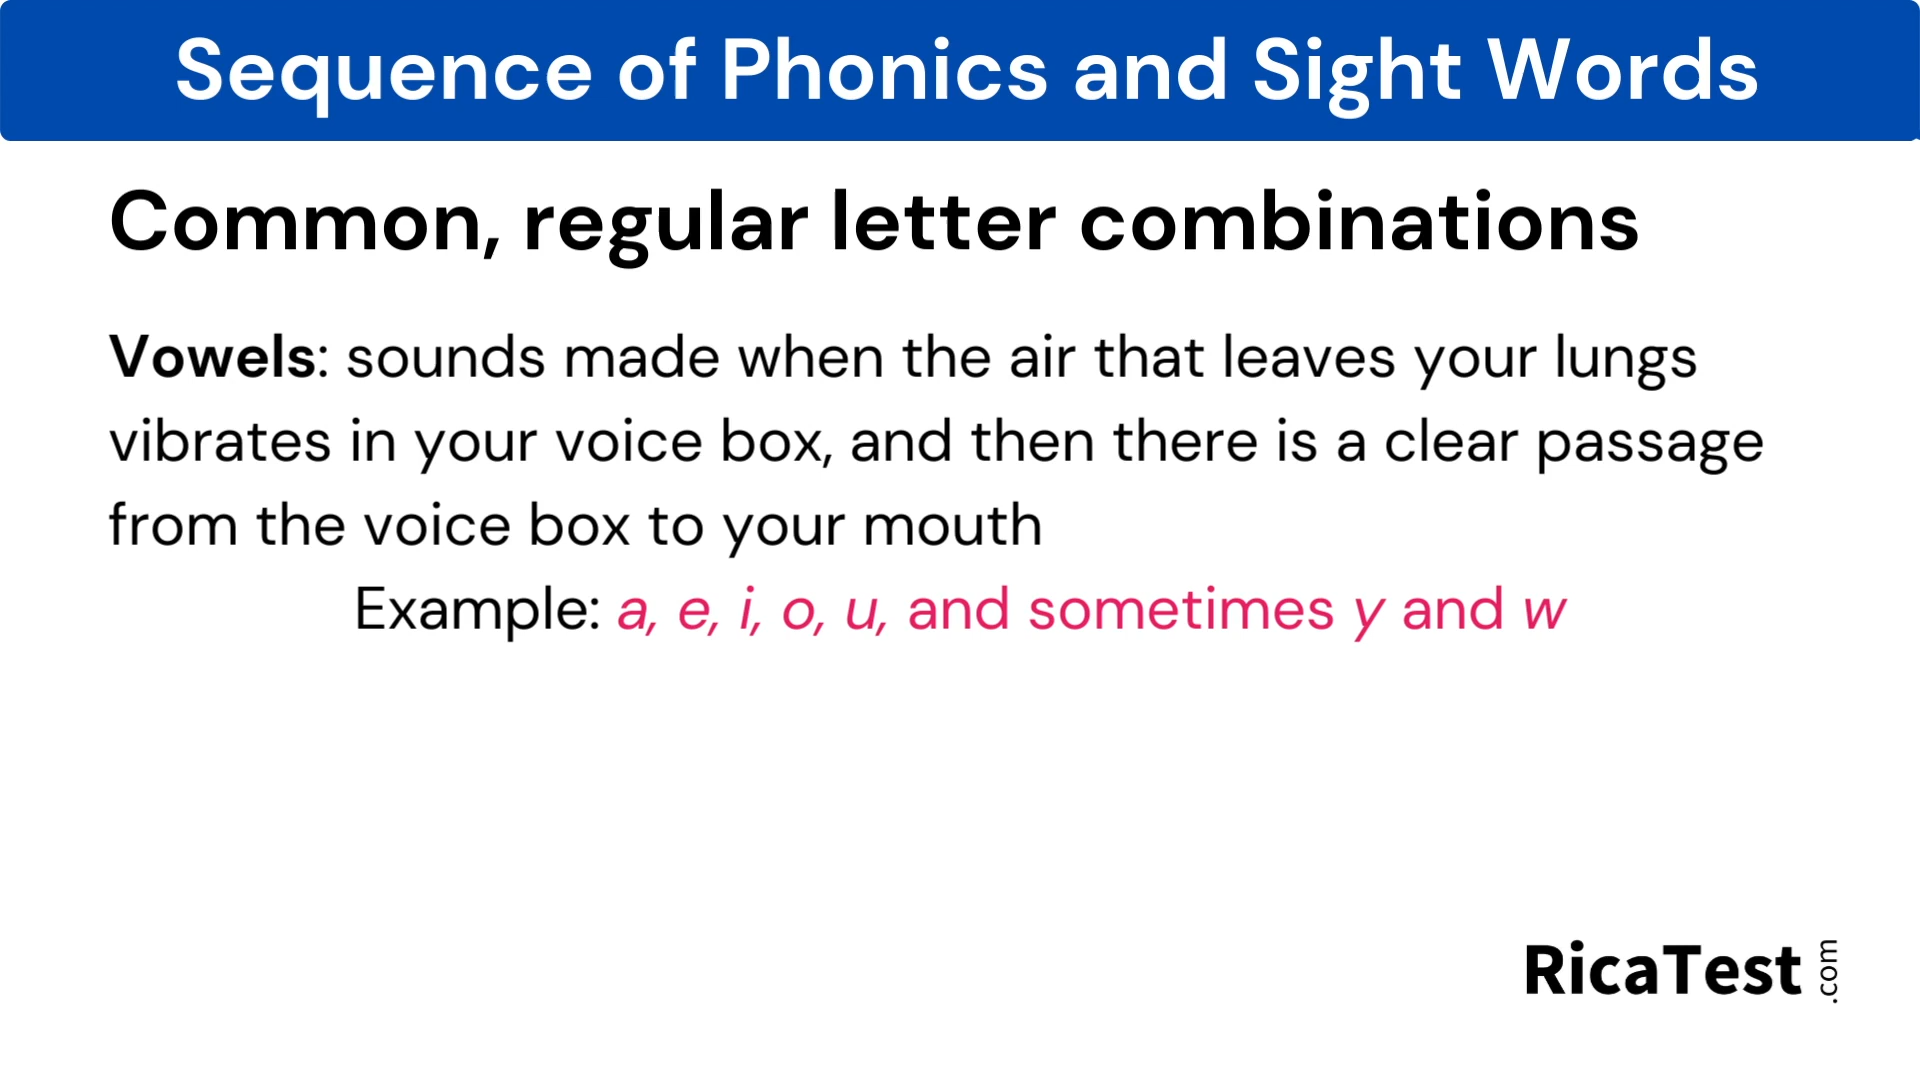 Sequence of Phonics and Sight Words
Common, regular letter combinations
Vowels: sounds made when the air that leaves your lungs
vibrates in your voice box, and then there is a clear passage
from the voice box to your mouth
Example: a, e, i, o, u, and sometimes y and w
RicaTest .com